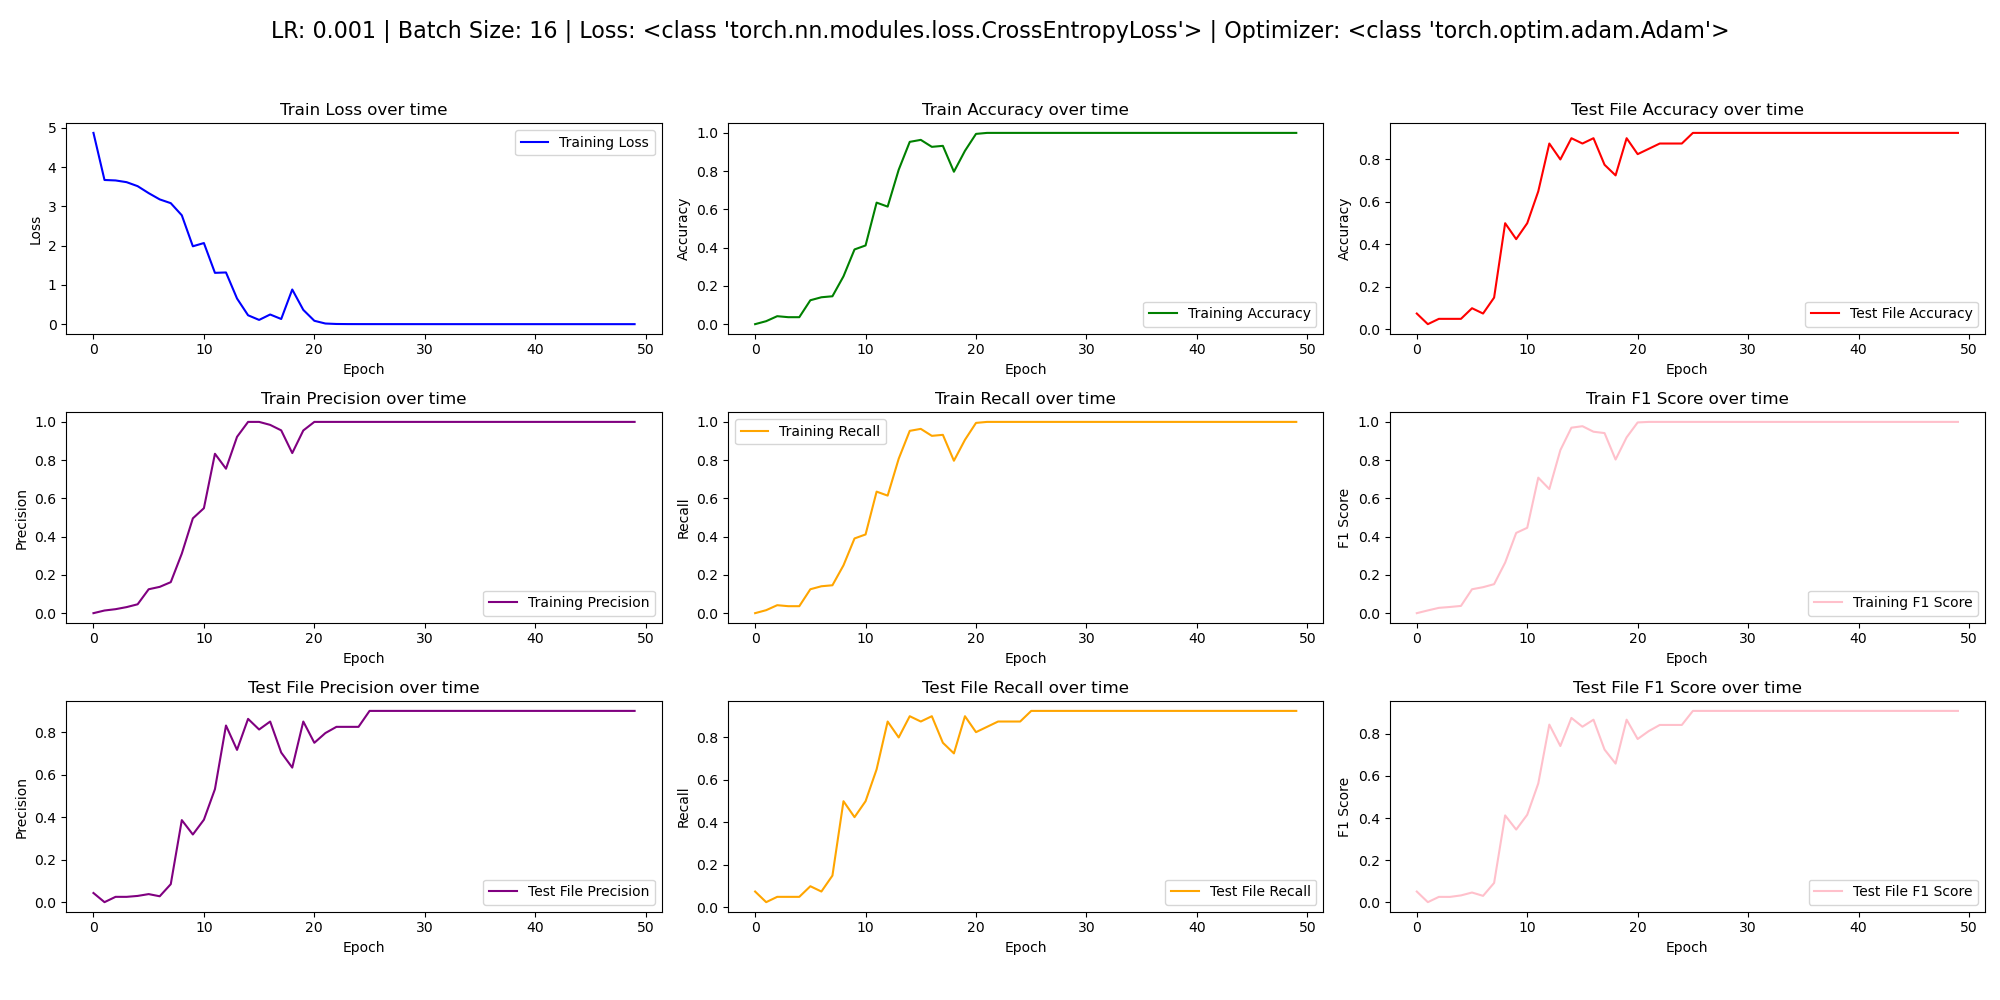 LR: 0.001 | Batch Size: 16 | Loss: <class 'torch.nn.modules.loss.CrossEntropyLoss'> | Optimizer: <class 'torch.optim.adam.Adam'>
Train Loss over time
5
4
3
2
1
0
Loss
Training Loss
0 10 20 30 40 50
Epoch
Train Accuracy over time
1.0
0.8
0.6
0.4
0.2
0.0
Accuracy
Training Accuracy
0 10 20 30 40 50
Epoch
Test File Accuracy over time
0.8
0.6
0.4
0.2
0.0
Accuracy
Test File Accuracy
0 10 20 30 40 50
Epoch
Train Precision over time
1.0
0.8
0.6
0.4
0.2
0.0
Precision
Training Precision
0 10 20 30 40 50
Epoch
Train Recall over time
1.0
0.8
0.6
0.4
0.2
0.0
Recall
Training Recall
0 10 20 30 40 50
Epoch
Train F1 Score over time
1.0
0.8
0.6
0.4
0.2
0.0
F1 Score
Training F1 Score
0 10 20 30 40 50
Epoch
Test File Precision over time
0.8
0.6
0.4
0.2
0.0
Precision
Test File Precision
0 10 20 30 40 50
Epoch
Test File Recall over time
0.8
0.6
0.4
0.2
0.0
Recall
Test File Recall
0 10 20 30 40 50
Epoch
Test File F1 Score over time
0.8
0.6
0.4
0.2
0.0
F1 Score
Test File F1 Score
0 10 20 30 40 50
Epoch